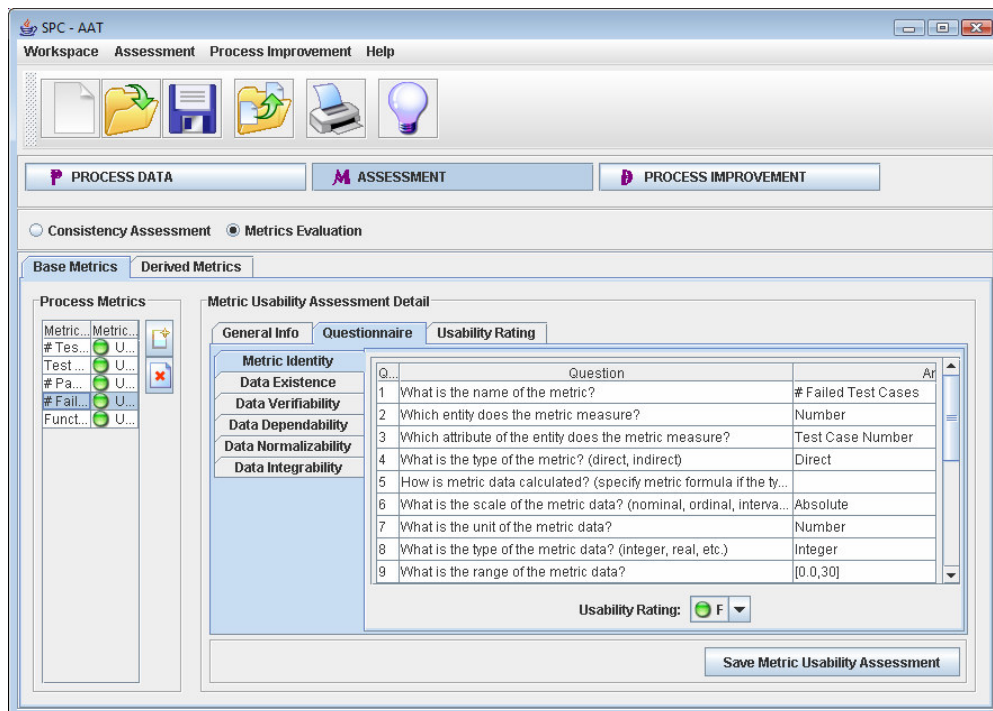 SPC - AAT
Workspace Assessment Process Improvement Help
P PROCESS DATA M ASSESSMENT PROCESS IMPROVEMENT
Consistency Assessment Metrics Evaluation
Base Metrics Derived Metrics
Process Metrics
Metric... Metric...
# Tes... U...
Test ... U...
# Pa... U...
# Fail... U...
Funct... U...
Metric Usability Assessment Detail
General Info Questionnaire Usability Rating
Metric Identity
Data Existence
Data Verifiability
Data Dependability
Data Normalizability
Data Integrability
Q... Question Ar
1 What is the name of the metric? # Failed Test Cases
2 Which entity does the metric measure? Number
3 Which attribute of the entity does the metric measure? Test Case Number
4 What is the type of the metric? (direct, indirect) Direct
5 How is metric data calculated? (specify metric formula if the ty...
6 What is the scale of the metric data? (nominal, ordinal, interva... Absolute
7 What is the unit of the metric data? Number
8 What is the type of the metric data? (integer, real, etc.) Integer
9 What is the range of the metric data? [0.0,30]
Usability Rating: F
Save Metric Usability Assessment